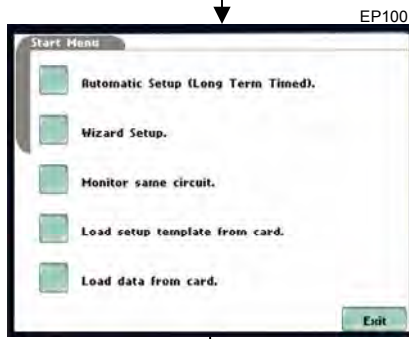 EP100
Start Menu
Automatic Setup (Long Term Timed).
Wizard Setup.
Monitor same circuit.
Load setup template from card.
Load data from card.
Exit